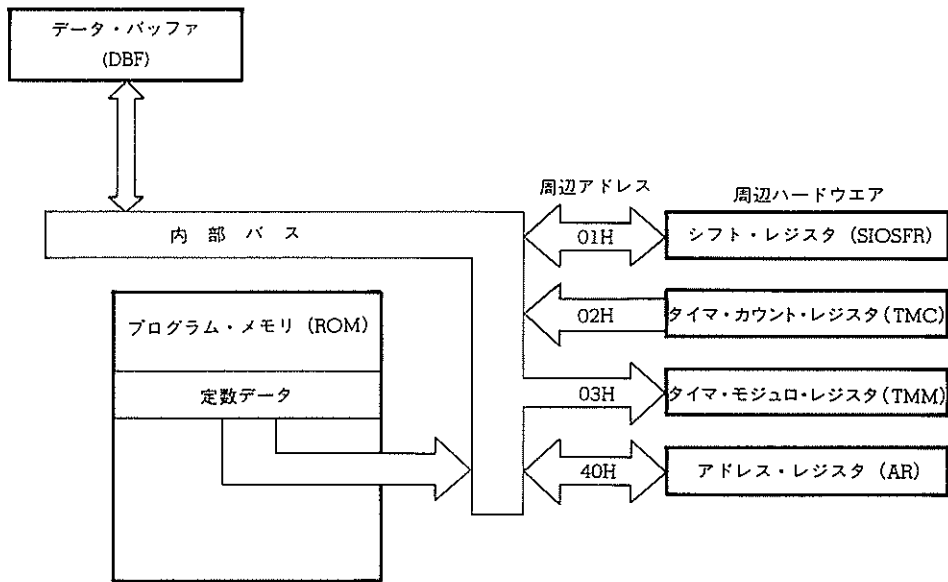 データ・バッファ
(DBF)
周辺アドレス
周辺ハードウエア
内部バス
01H
シフト・レジスタ (SIOSFR)
02H
タイマ・カウント・レジスタ(TMC)
プログラム・メモリ (ROM)
定数データ
03H
タイマ・モジュロ・レジスタ(TMM)
40H
アドレス・レジスタ (AR)